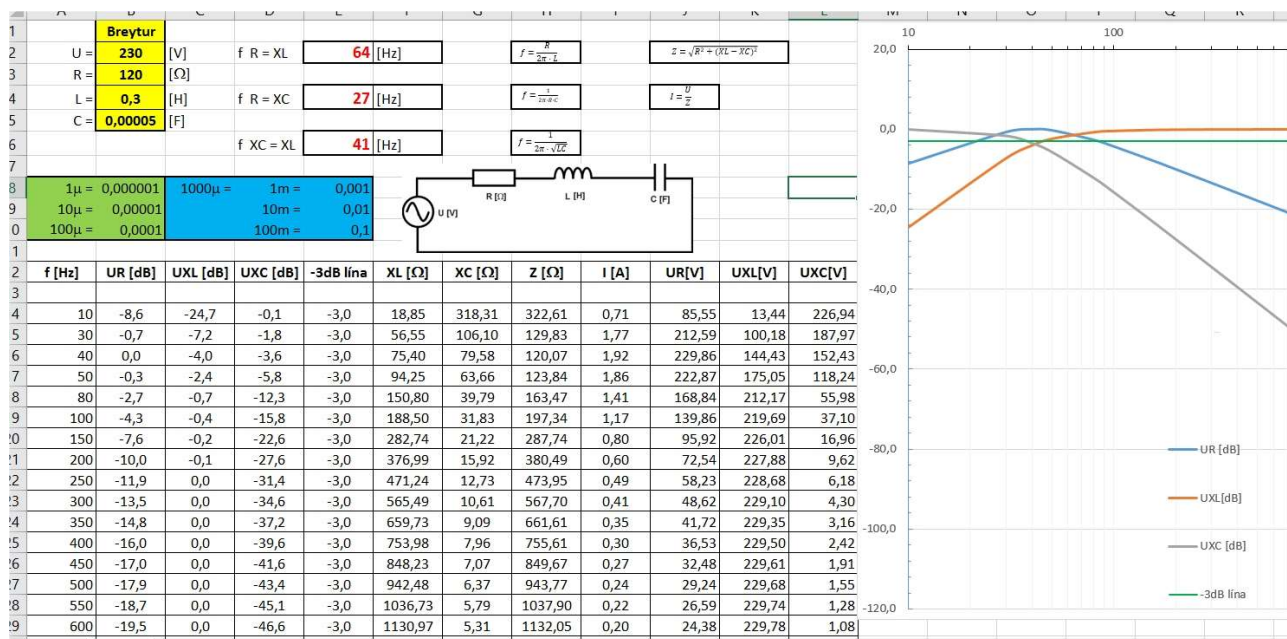 Breytur
U = 230 [V] f R = XL 64 [Hz] f = R / 2π · L Z = √R² + (XL − XC)²
R = 120 [Ω]
L = 0,3 [H] f R = XC 27 [Hz] I = U / Z
C = 0,00005 [F]
f XC = XL 41 [Hz] f = 1 / 2π · √LC
1µ = 0,000001 1000µ = 1m = 0,001
10µ = 0,00001 10m = 0,01
100µ = 0,0001 100m = 0,1
U [V] R [Ω] L [H] C [F]
f [Hz] UR [dB] UXL [dB] UXC [dB] -3dB lína XL [Ω] XC [Ω] Z [Ω] I [A] UR[V] UXL[V] UXC[V]
10 -8,6 -24,7 -0,1 -3,0 18,85 318,31 322,61 0,71 85,55 13,44 226,94
30 -0,7 -7,2 -1,8 -3,0 56,55 106,10 129,83 1,77 212,59 100,18 187,97
40 0,0 -4,0 -3,6 -3,0 75,40 79,58 120,07 1,92 229,86 144,43 152,43
50 -0,3 -2,4 -5,8 -3,0 94,25 63,66 123,84 1,86 222,87 175,05 118,24
80 -2,7 -0,7 -12,3 -3,0 150,80 39,79 163,47 1,41 168,84 212,17 55,98
100 -4,3 -0,4 -15,8 -3,0 188,50 31,83 197,34 1,17 139,86 219,69 37,10
150 -7,6 -0,2 -22,6 -3,0 282,74 21,22 287,74 0,80 95,92 226,01 16,96
200 -10,0 -0,1 -27,6 -3,0 376,99 15,92 380,49 0,60 72,54 227,88 9,62
250 -11,9 0,0 -31,4 -3,0 471,24 12,73 473,95 0,49 58,23 228,68 6,18
300 -13,5 0,0 -34,6 -3,0 565,49 10,61 567,70 0,41 48,62 229,10 4,30
350 -14,8 0,0 -37,2 -3,0 659,73 9,09 661,61 0,35 41,72 229,35 3,16
400 -16,0 0,0 -39,6 -3,0 753,98 7,96 755,61 0,30 36,53 229,50 2,42
450 -17,0 0,0 -41,6 -3,0 848,23 7,07 849,67 0,27 32,48 229,61 1,91
500 -17,9 0,0 -43,4 -3,0 942,48 6,37 943,77 0,24 29,24 229,68 1,55
550 -18,7 0,0 -45,1 -3,0 1036,73 5,79 1037,90 0,22 26,59 229,74 1,28
600 -19,5 0,0 -46,6 -3,0 1130,97 5,31 1132,05 0,20 24,38 229,78 1,08
10 100
20,0
0,0
-20,0
-40,0
-60,0
-80,0
-100,0
-120,0
UR [dB]
UXL[dB]
UXC [dB]
-3dB lína